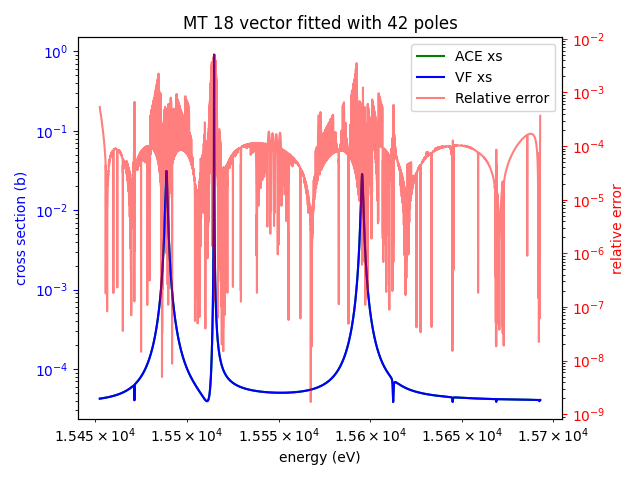 MT 18 vector fitted with 42 poles
10⁰
10⁻¹
10⁻²
10⁻³
10⁻⁴
cross section (b)
ACE xs
VF xs
Relative error
10⁻²
10⁻³
10⁻⁴
10⁻⁵
10⁻⁶
10⁻⁷
10⁻⁸
10⁻⁹
relative error
1.545 × 10⁴ 1.55 × 10⁴ 1.555 × 10⁴ 1.56 × 10⁴ 1.565 × 10⁴ 1.57 × 10⁴
energy (eV)